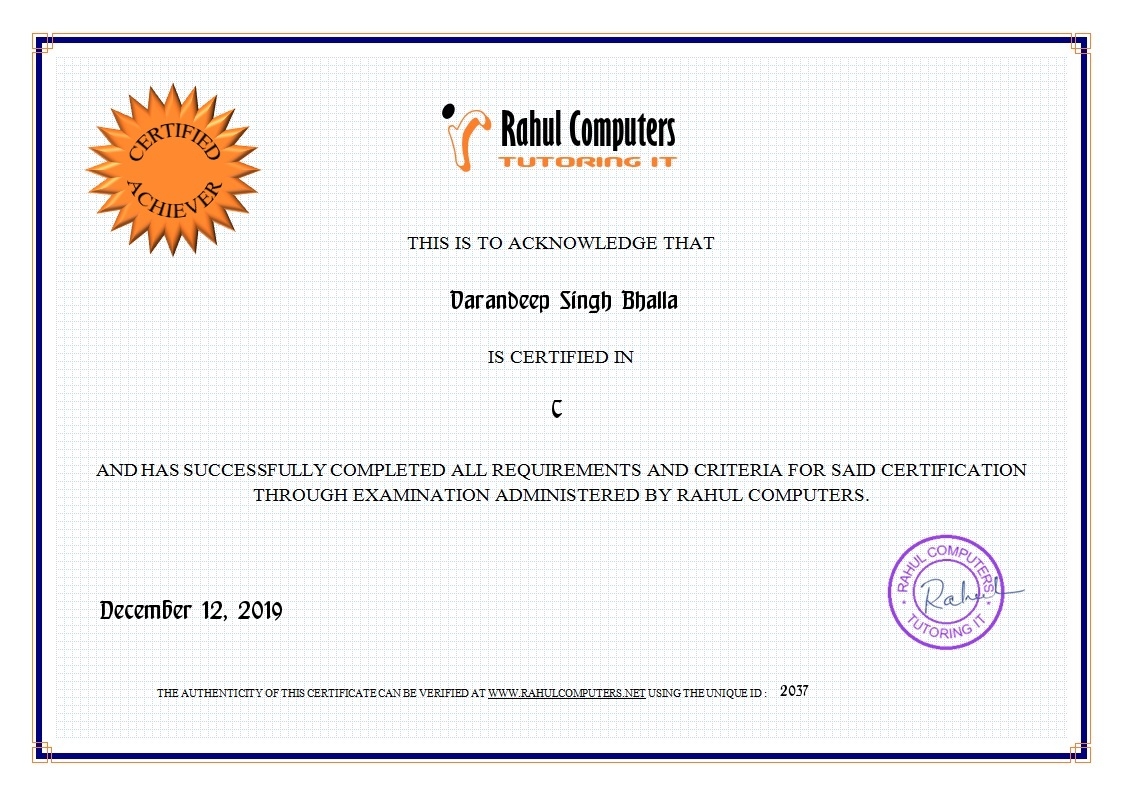 CERTIFIED
ACHIEVER
r Rahul Computers
TUTORING IT
THIS IS TO ACKNOWLEDGE THAT
Varandeep Singh Bhalla
IS CERTIFIED IN
C
AND HAS SUCCESSFULLY COMPLETED ALL REQUIREMENTS AND CRITERIA FOR SAID CERTIFICATION
THROUGH EXAMINATION ADMINISTERED BY RAHUL COMPUTERS.
RAHUL COMPUTERS
Rahul
TUTORING IT
December 12, 2019
THE AUTHENTICITY OF THIS CERTIFICATE CAN BE VERIFIED AT WWW.RAHULCOMPUTERS.NET USING THE UNIQUE ID : 2037